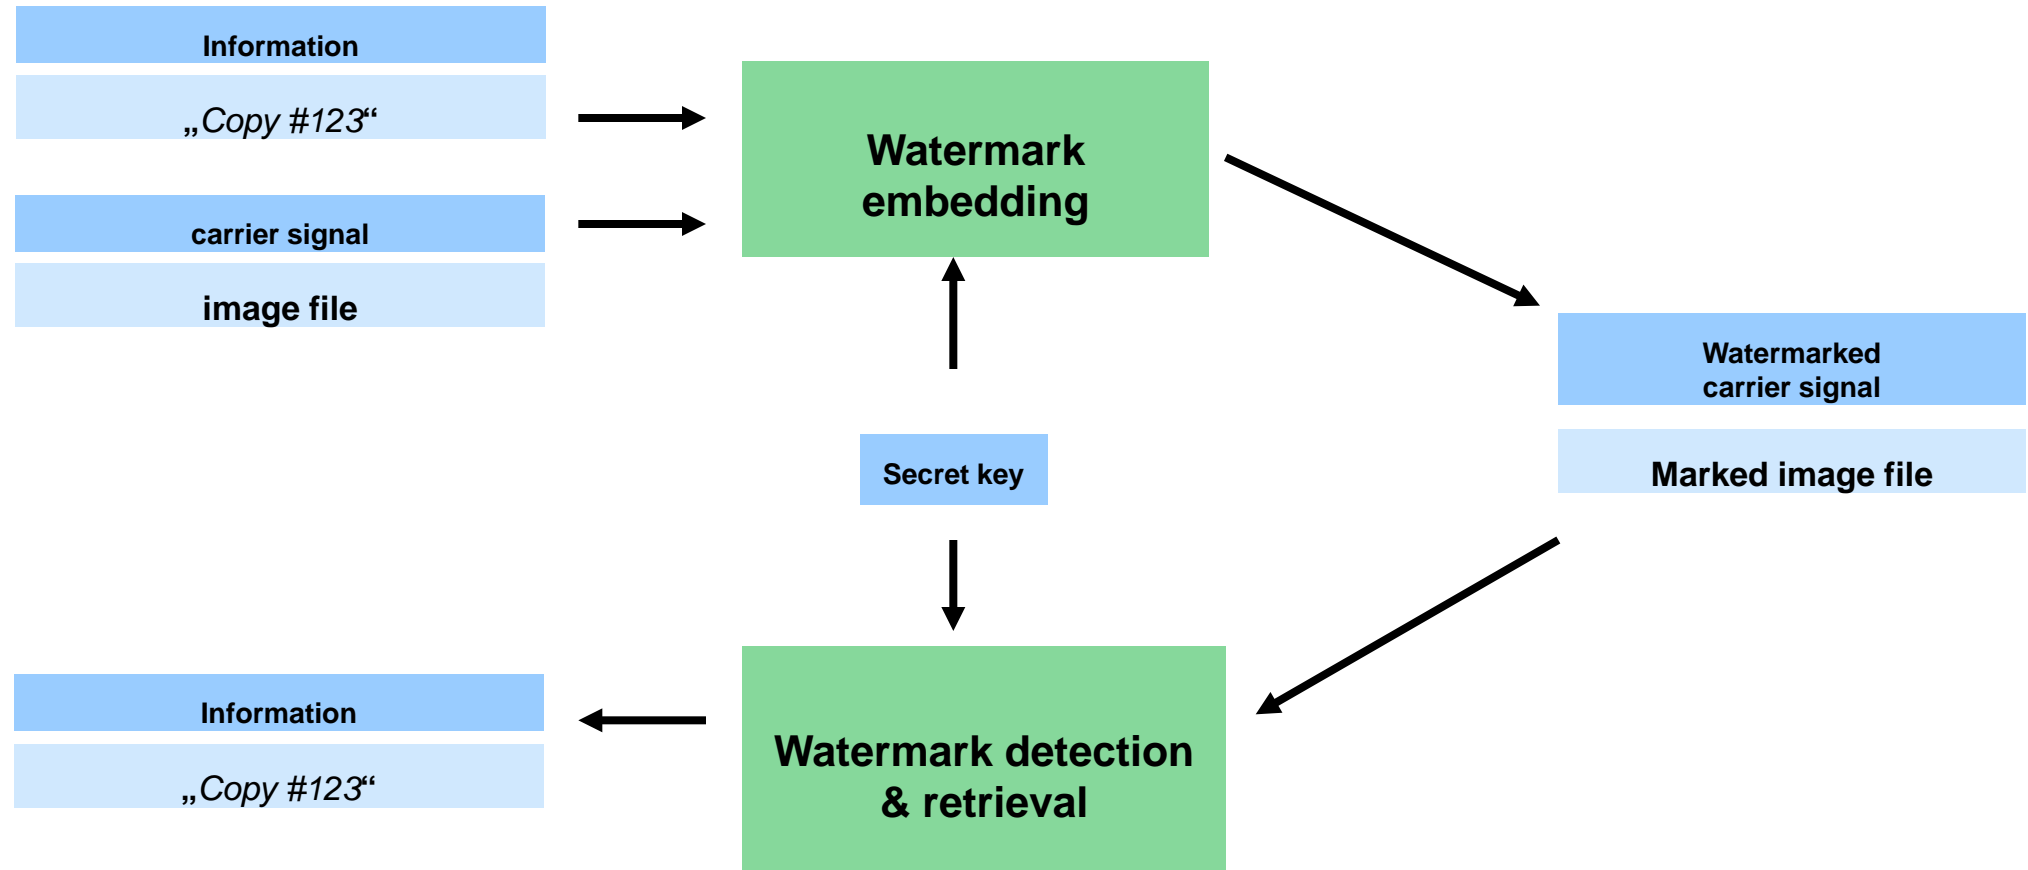 Information
„Copy #123“
carrier signal
image file
Watermark
embedding
Watermarked
carrier signal
Marked image file
Secret key
Watermark detection
& retrieval
Information
„Copy #123“